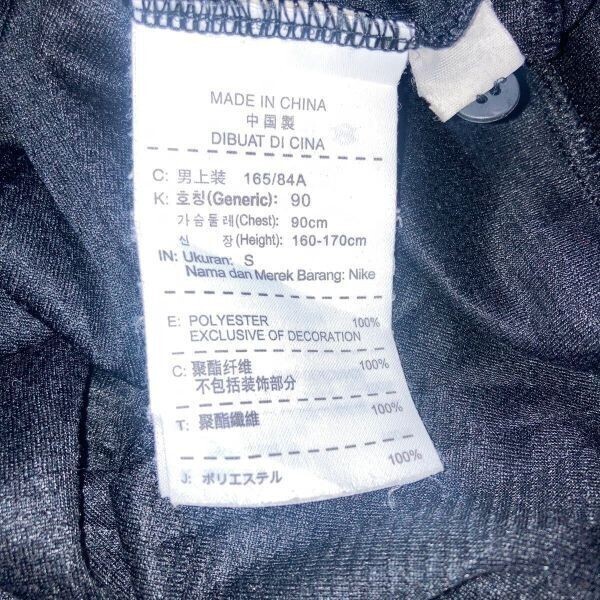 MADE IN CHINA
中国製
DIBUAT DI CINA
C: 男上装 165/84A
K: 호칭(Generic): 90
가슴둘레(Chest): 90cm
신 장(Height): 160-170cm
IN: Ukuran: S
Nama dan Merek Barang: Nike
E: POLYESTER 100%
EXCLUSIVE OF DECORATION
C: 聚酯纤维 100%
不包括装饰部分
T: 聚酯纖維 100%
J: ポリエステル 100%